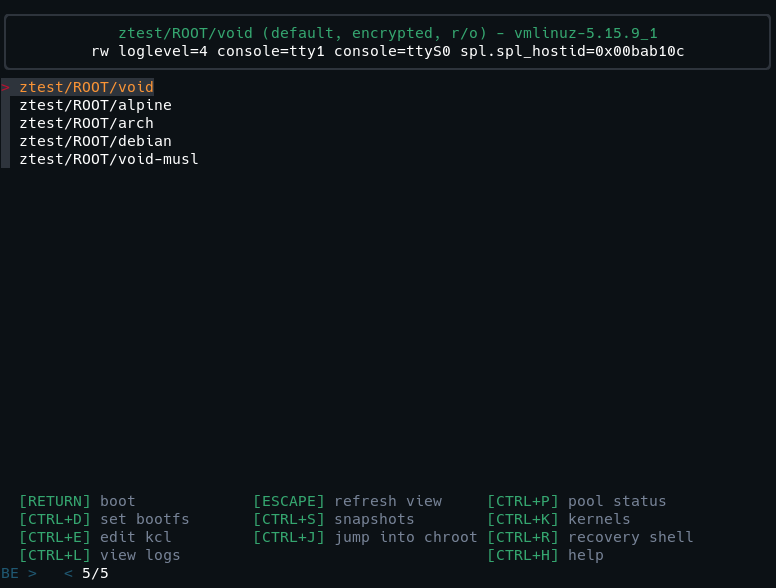 ztest/ROOT/void (default, encrypted, r/o) - vmlinuz-5.15.9_1
rw loglevel=4 console=tty1 console=ttyS0 spl.spl_hostid=0x00bab10c
> ztest/ROOT/void
ztest/ROOT/alpine
ztest/ROOT/arch
ztest/ROOT/debian
ztest/ROOT/void-musl
[RETURN] boot [ESCAPE] refresh view [CTRL+P] pool status
[CTRL+D] set bootfs [CTRL+S] snapshots [CTRL+K] kernels
[CTRL+E] edit kcl [CTRL+J] jump into chroot [CTRL+R] recovery shell
[CTRL+L] view logs [CTRL+H] help
BE > < 5/5